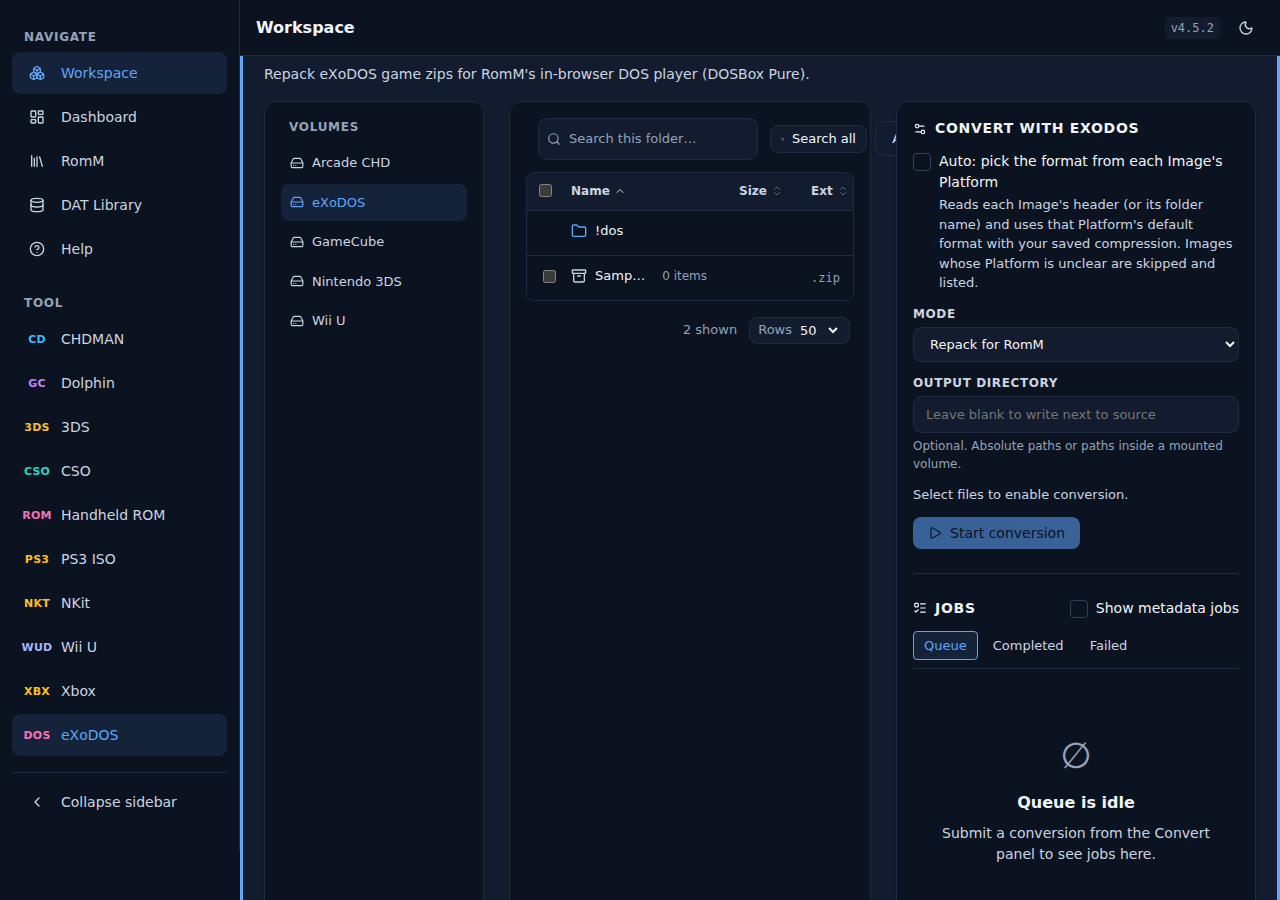 NAVIGATE
Workspace
Dashboard
RomM
DAT Library
Help
TOOL
CD CHDMAN
GC Dolphin
3DS 3DS
CSO CSO
ROM Handheld ROM
PS3 PS3 ISO
NKT NKit
WUD Wii U
XBX Xbox
DOS eXoDOS
Collapse sidebar
Workspace
v4.5.2
Repack eXoDOS game zips for RomM's in-browser DOS player (DOSBox Pure).
VOLUMES
Arcade CHD
eXoDOS
GameCube
Nintendo 3DS
Wii U
Search this folder…
Search all
Name Size Ext
!dos
Samp… 0 items .zip
2 shown Rows 50
CONVERT WITH EXODOS
Auto: pick the format from each Image's
Platform
Reads each Image's header (or its folder
name) and uses that Platform's default
format with your saved compression. Images
whose Platform is unclear are skipped and
listed.
MODE
Repack for RomM
OUTPUT DIRECTORY
Leave blank to write next to source
Optional. Absolute paths or paths inside a mounted
volume.
Select files to enable conversion.
Start conversion
JOBS Show metadata jobs
Queue Completed Failed
Queue is idle
Submit a conversion from the Convert
panel to see jobs here.